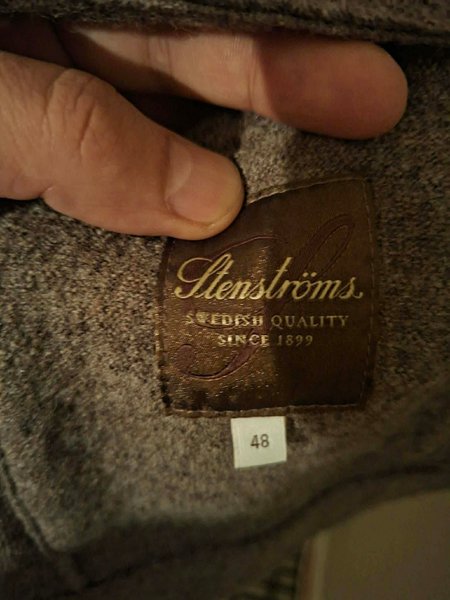 Stenströms
SWEDISH QUALITY
SINCE 1899
48